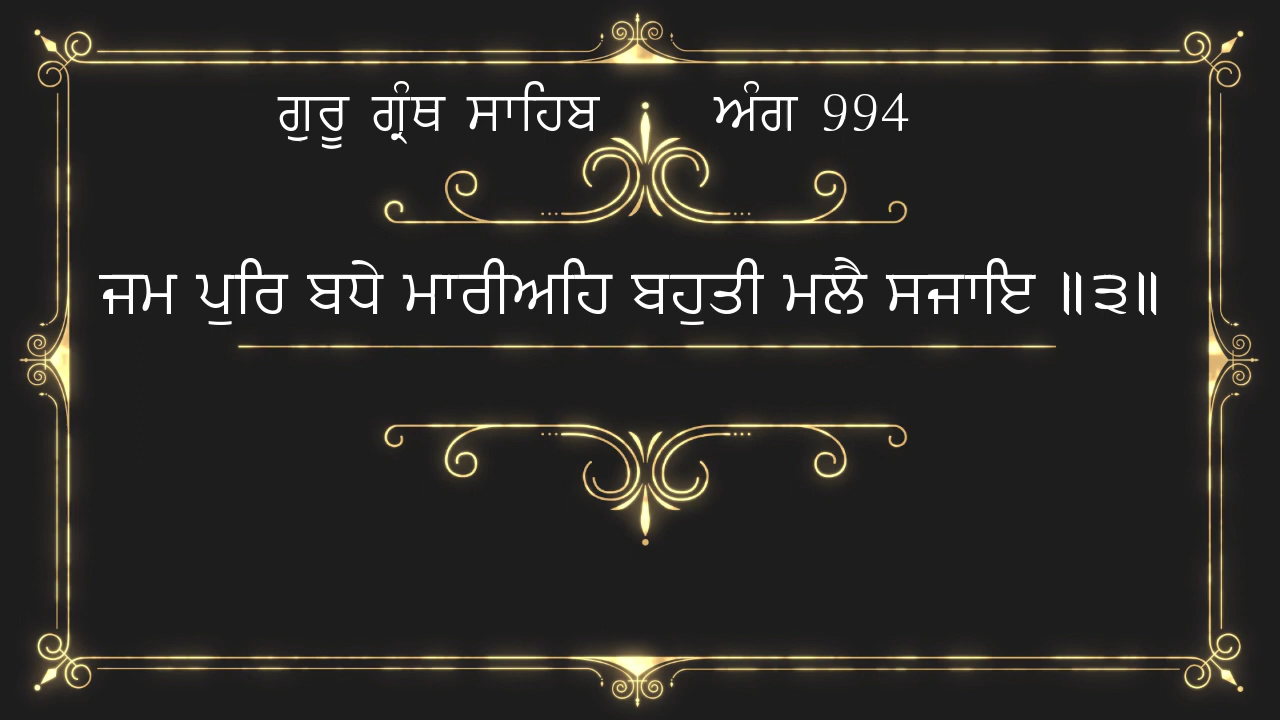 ਗੁਰੂ ਗ੍ਰੰਥ ਸਾਹਿਬ ਅੰਗ 994
ਜਮ ਪੁਰਿ ਬਧੇ ਮਾਰੀਅਹਿ ਬਹੁਤੀ ਮਲੈ ਸਜਾਇ ॥੩॥